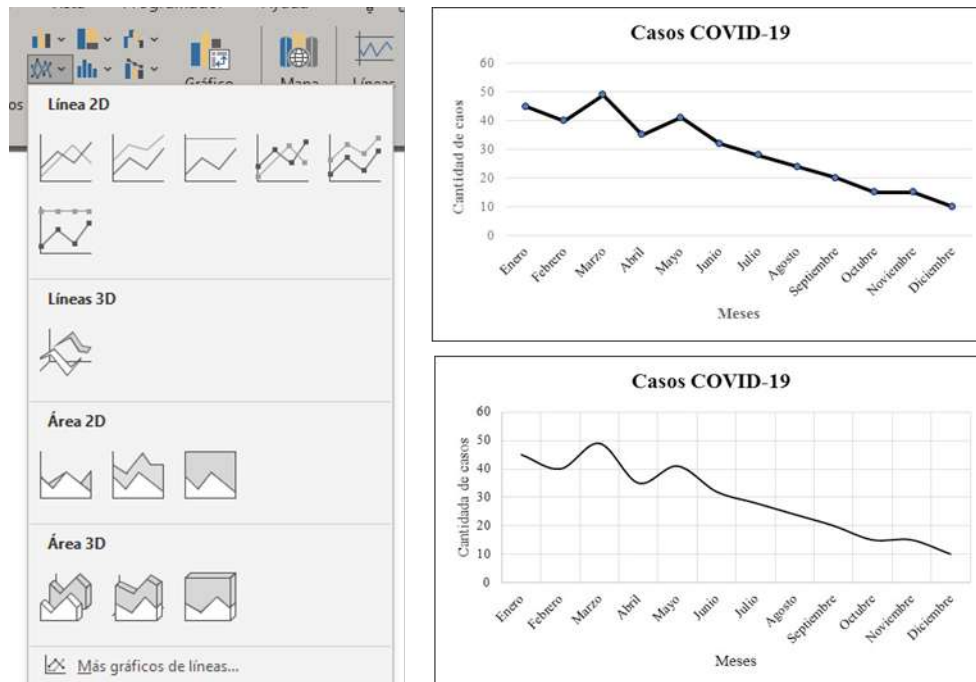 Gráfico
Mapa
Líneas
os
Línea 2D
Líneas 3D
Área 2D
Área 3D
Más gráficos de líneas...
Casos COVID-19
Cantidad de caos
60
50
40
30
20
10
0
Enero
Febrero
Marzo
Abril
Mayo
Junio
Julio
Agosto
Septiembre
Octubre
Noviembre
Diciembre
Meses
Casos COVID-19
Cantidada de casos
60
50
40
30
20
10
0
Enero
Febrero
Marzo
Abril
Mayo
Junio
Julio
Agosto
Septiembre
Octubre
Noviembre
Diciembre
Meses